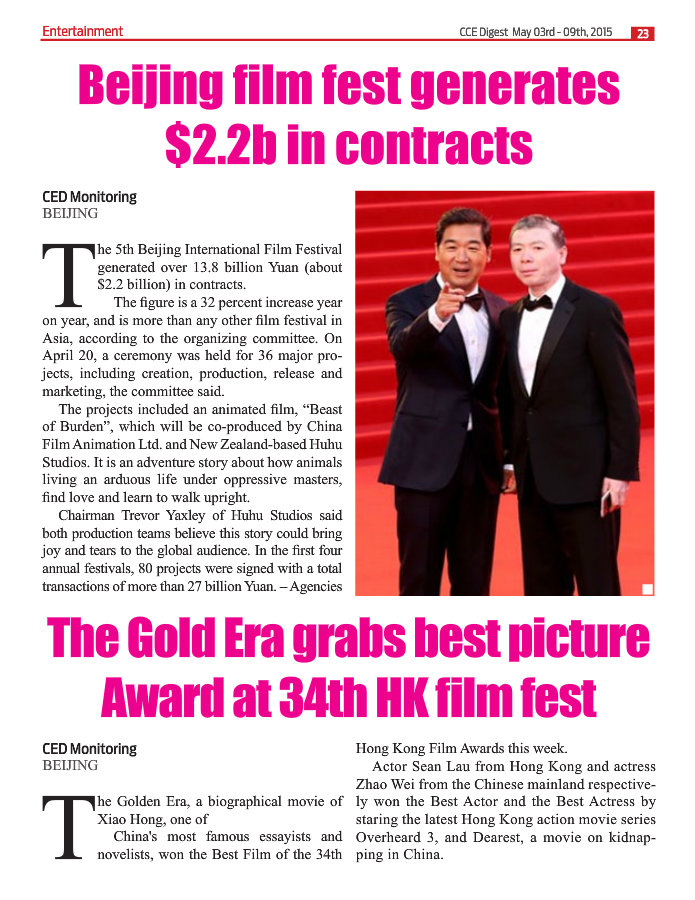 Entertainment
CCE Digest May 03rd - 09th, 2015
23
Beijing film fest generates
$2.2b in contracts
CED Monitoring
BEIJING
The 5th Beijing International Film Festival
generated over 13.8 billion Yuan (about
$2.2 billion) in contracts.
The figure is a 32 percent increase year
on year, and is more than any other film festival in
Asia, according to the organizing committee. On
April 20, a ceremony was held for 36 major pro-
jects, including creation, production, release and
marketing, the committee said.
The projects included an animated film, “Beast
of Burden”, which will be co-produced by China
Film Animation Ltd. and New Zealand-based Huhu
Studios. It is an adventure story about how animals
living an arduous life under oppressive masters,
find love and learn to walk upright.
Chairman Trevor Yaxley of Huhu Studios said
both production teams believe this story could bring
joy and tears to the global audience. In the first four
annual festivals, 80 projects were signed with a total
transactions of more than 27 billion Yuan. – Agencies
The Gold Era grabs best picture
Award at 34th HK film fest
CED Monitoring
BEIJING
The Golden Era, a biographical movie of
Xiao Hong, one of
China's most famous essayists and
novelists, won the Best Film of the 34th
Hong Kong Film Awards this week.
Actor Sean Lau from Hong Kong and actress
Zhao Wei from the Chinese mainland respective-
ly won the Best Actor and the Best Actress by
staring the latest Hong Kong action movie series
Overheard 3, and Dearest, a movie on kidnap-
ping in China.